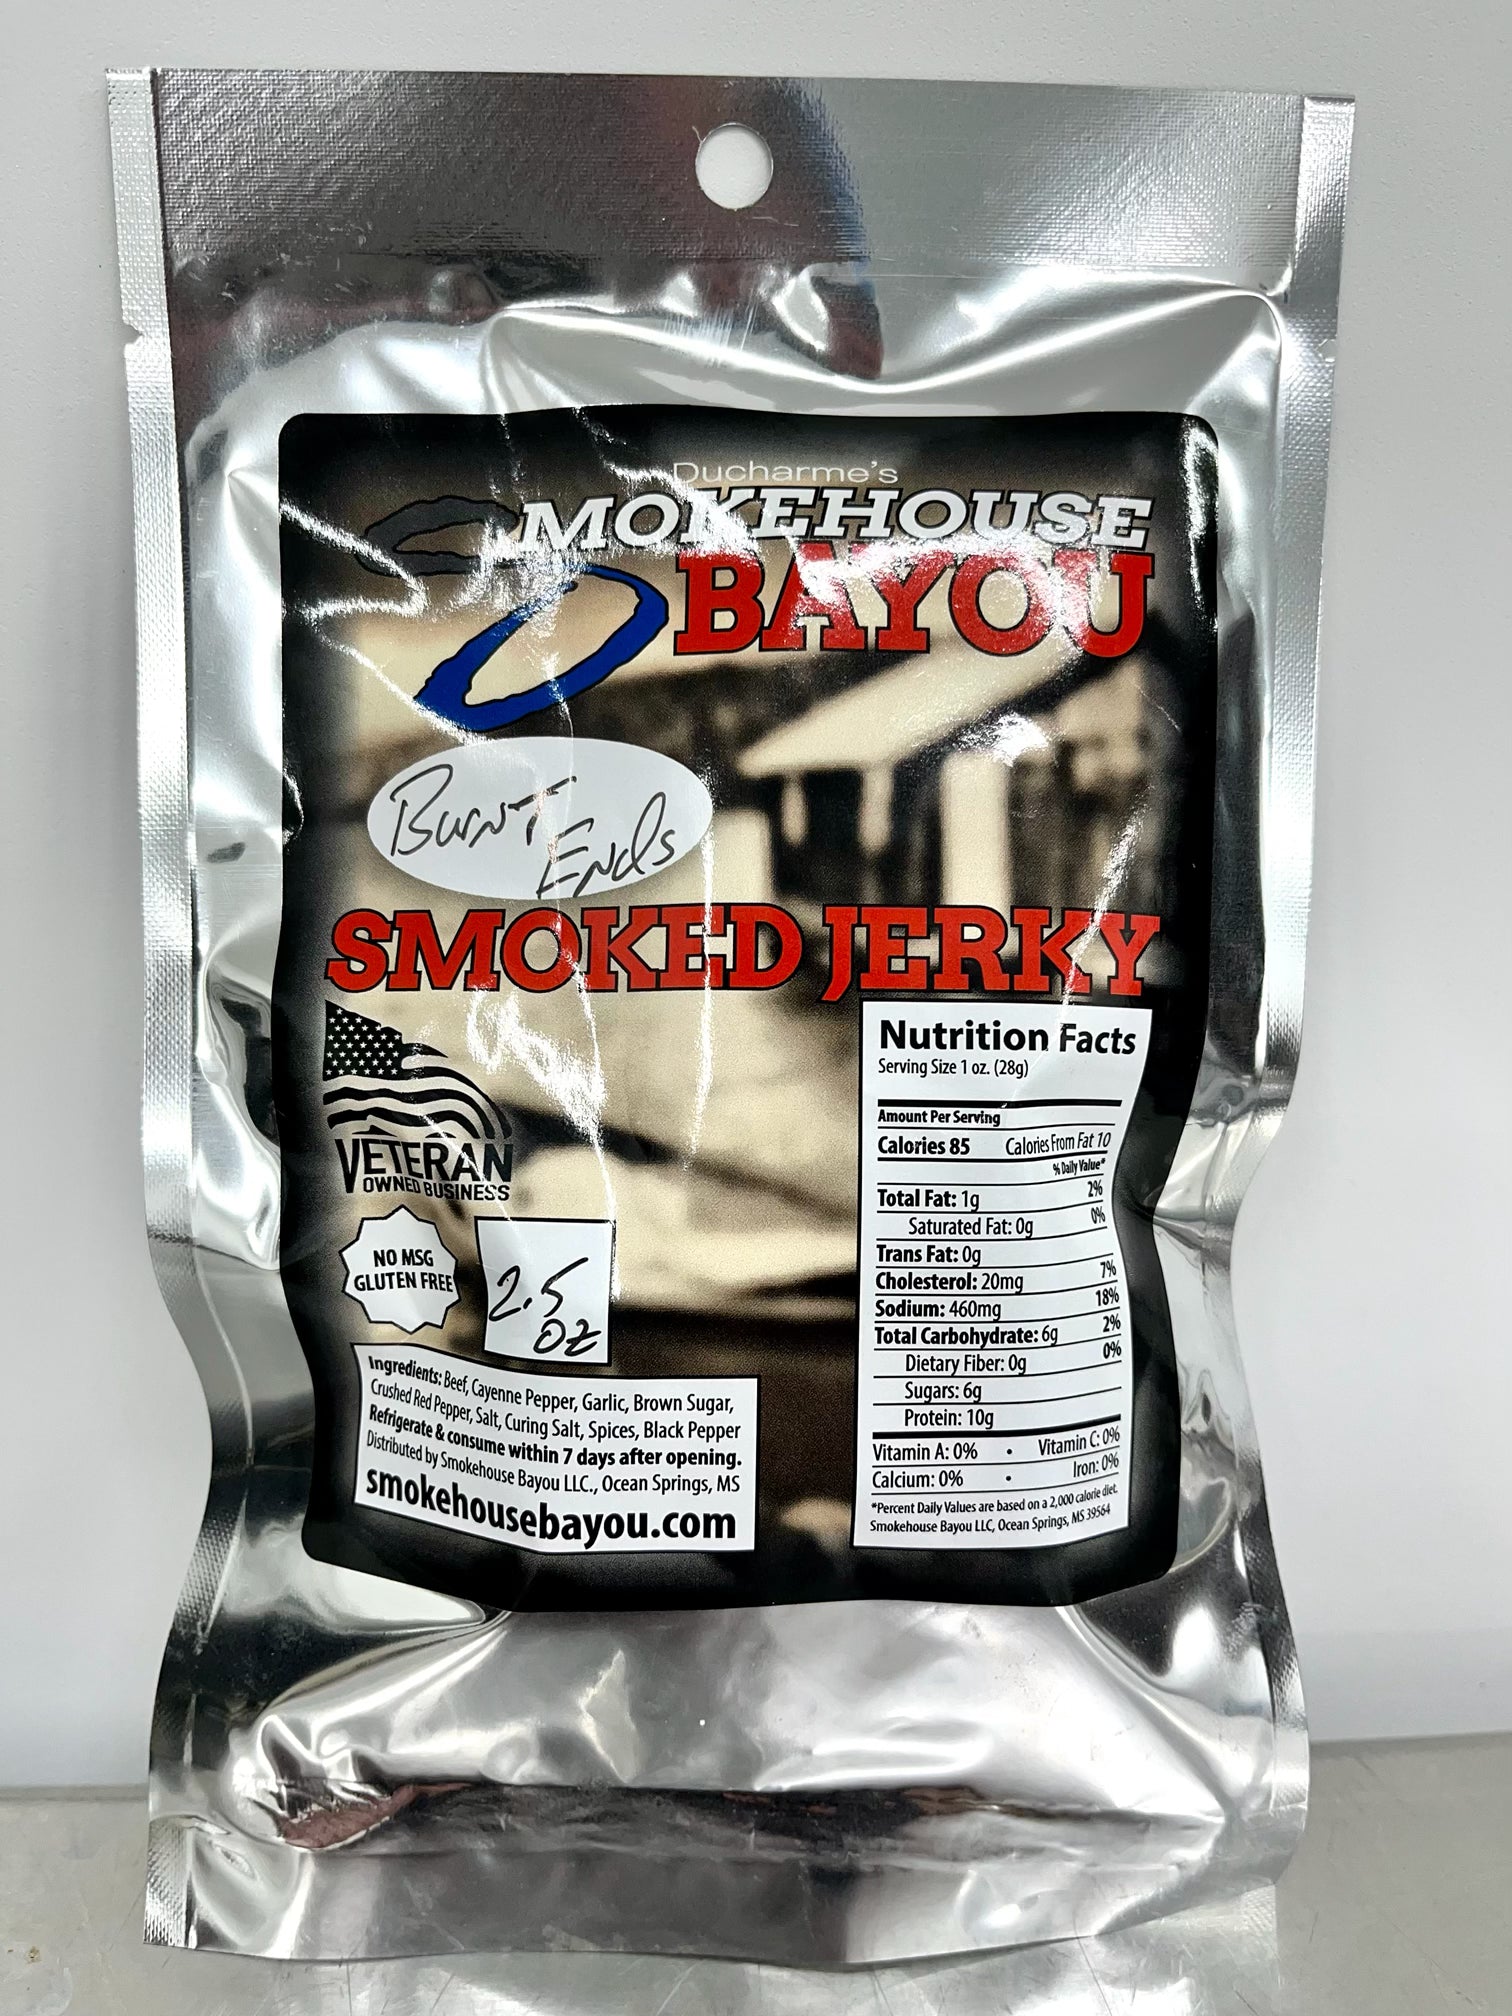 Ducharme's
SMOKEHOUSE
BAYOU
Burnt
Ends
SMOKED JERKY
VETERAN
OWNED BUSINESS
NO MSG
GLUTEN FREE
2.5
oz
Ingredients: Beef, Cayenne Pepper, Garlic, Brown Sugar,
Crushed Red Pepper, Salt, Curing Salt, Spices, Black Pepper
Refrigerate & consume within 7 days after opening.
Distributed by Smokehouse Bayou LLC., Ocean Springs, MS
smokehousebayou.com
Nutrition Facts
Serving Size 1 oz. (28g)
Amount Per Serving
Calories 85 Calories From Fat 10
% Daily Value*
Total Fat: 1g 2%
Saturated Fat: 0g 0%
Trans Fat: 0g
Cholesterol: 20mg 7%
Sodium: 460mg 18%
Total Carbohydrate: 6g 2%
Dietary Fiber: 0g 0%
Sugars: 6g
Protein: 10g
Vitamin A: 0% • Vitamin C: 0%
Calcium: 0% • Iron: 0%
*Percent Daily Values are based on a 2,000 calorie diet.
Smokehouse Bayou LLC, Ocean Springs, MS 39564